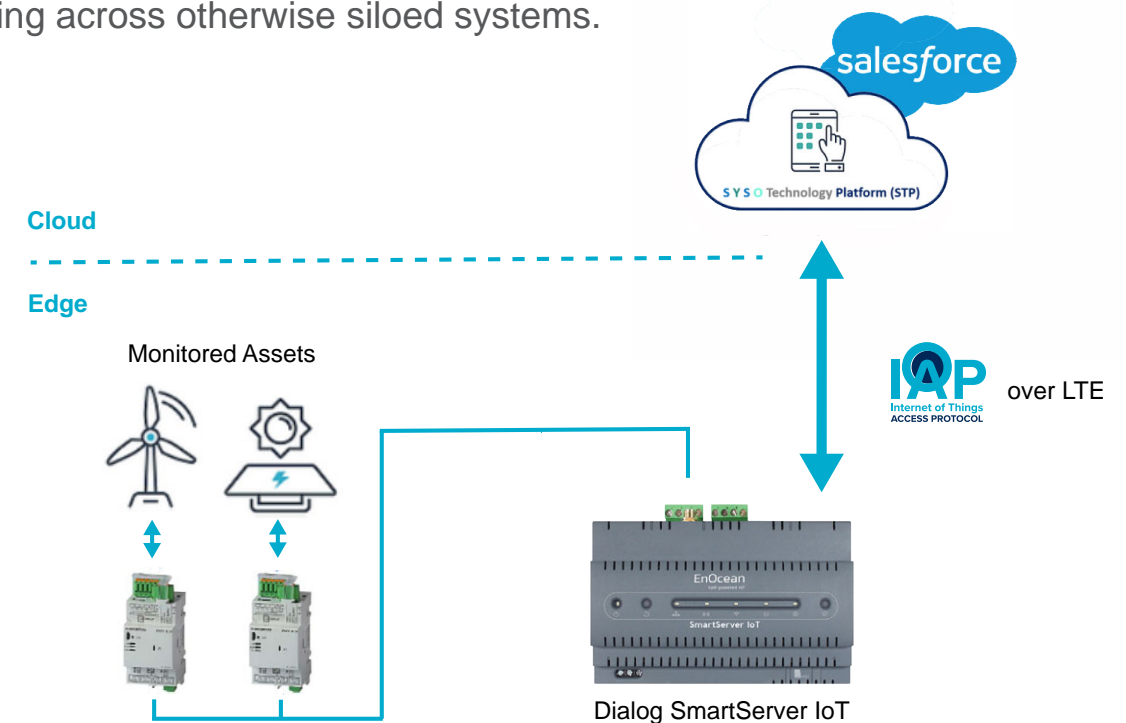 ing across otherwise siloed systems.
salesforce
SYSO Technology Platform (STP)
Cloud
Edge
Monitored Assets
IAP
Internet of Things
ACCESS PROTOCOL
over LTE
EnOcean
SmartServer IoT
Dialog SmartServer IoT